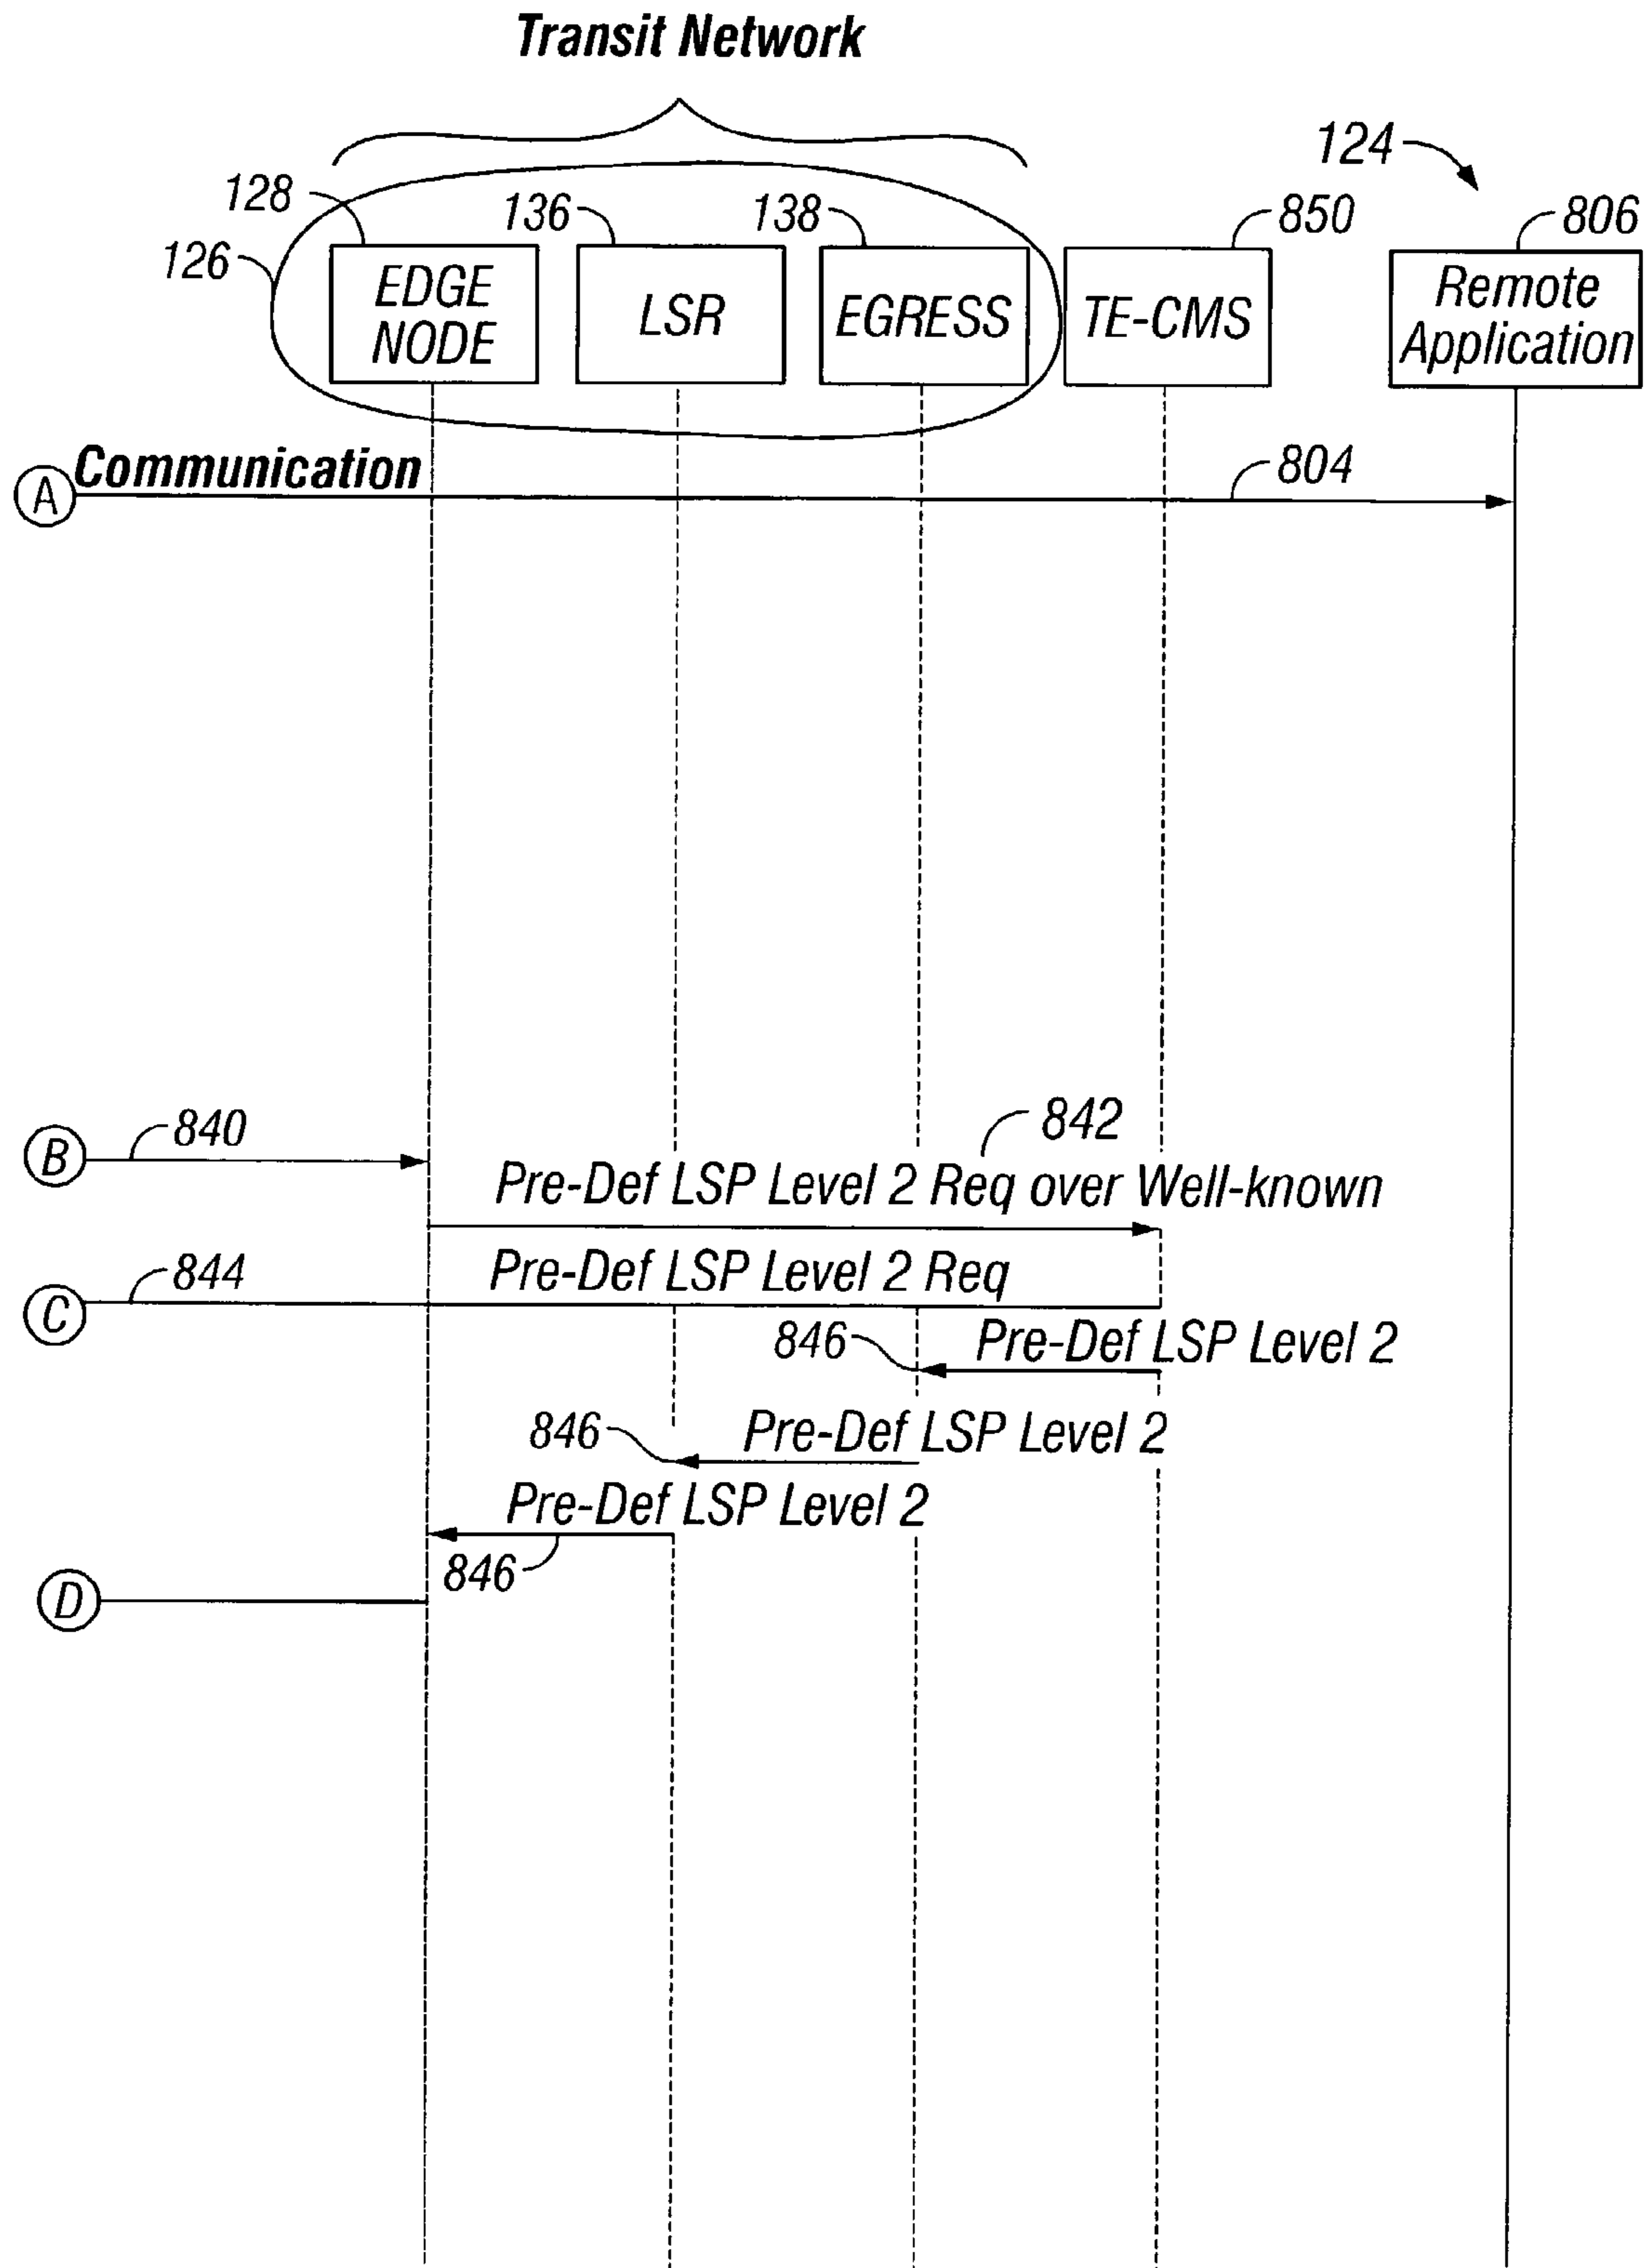 Transit Network
124
128
136
138
850
806
126
EDGE
NODE
LSR
EGRESS
TE-CMS
Remote
Application
Communication
804
A
840
842
B
Pre-Def LSP Level 2 Req over Well-known
844
Pre-Def LSP Level 2 Req
C
846
Pre-Def LSP Level 2
846
Pre-Def LSP Level 2
Pre-Def LSP Level 2
846
D